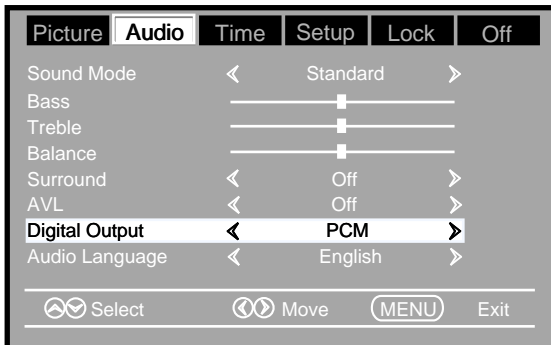 Picture Audio Time Setup Lock Off
Sound Mode Standard
Bass
Treble
Balance
Surround Off
AVL Off
Digital Output PCM
Audio Language English
Select Move MENU Exit